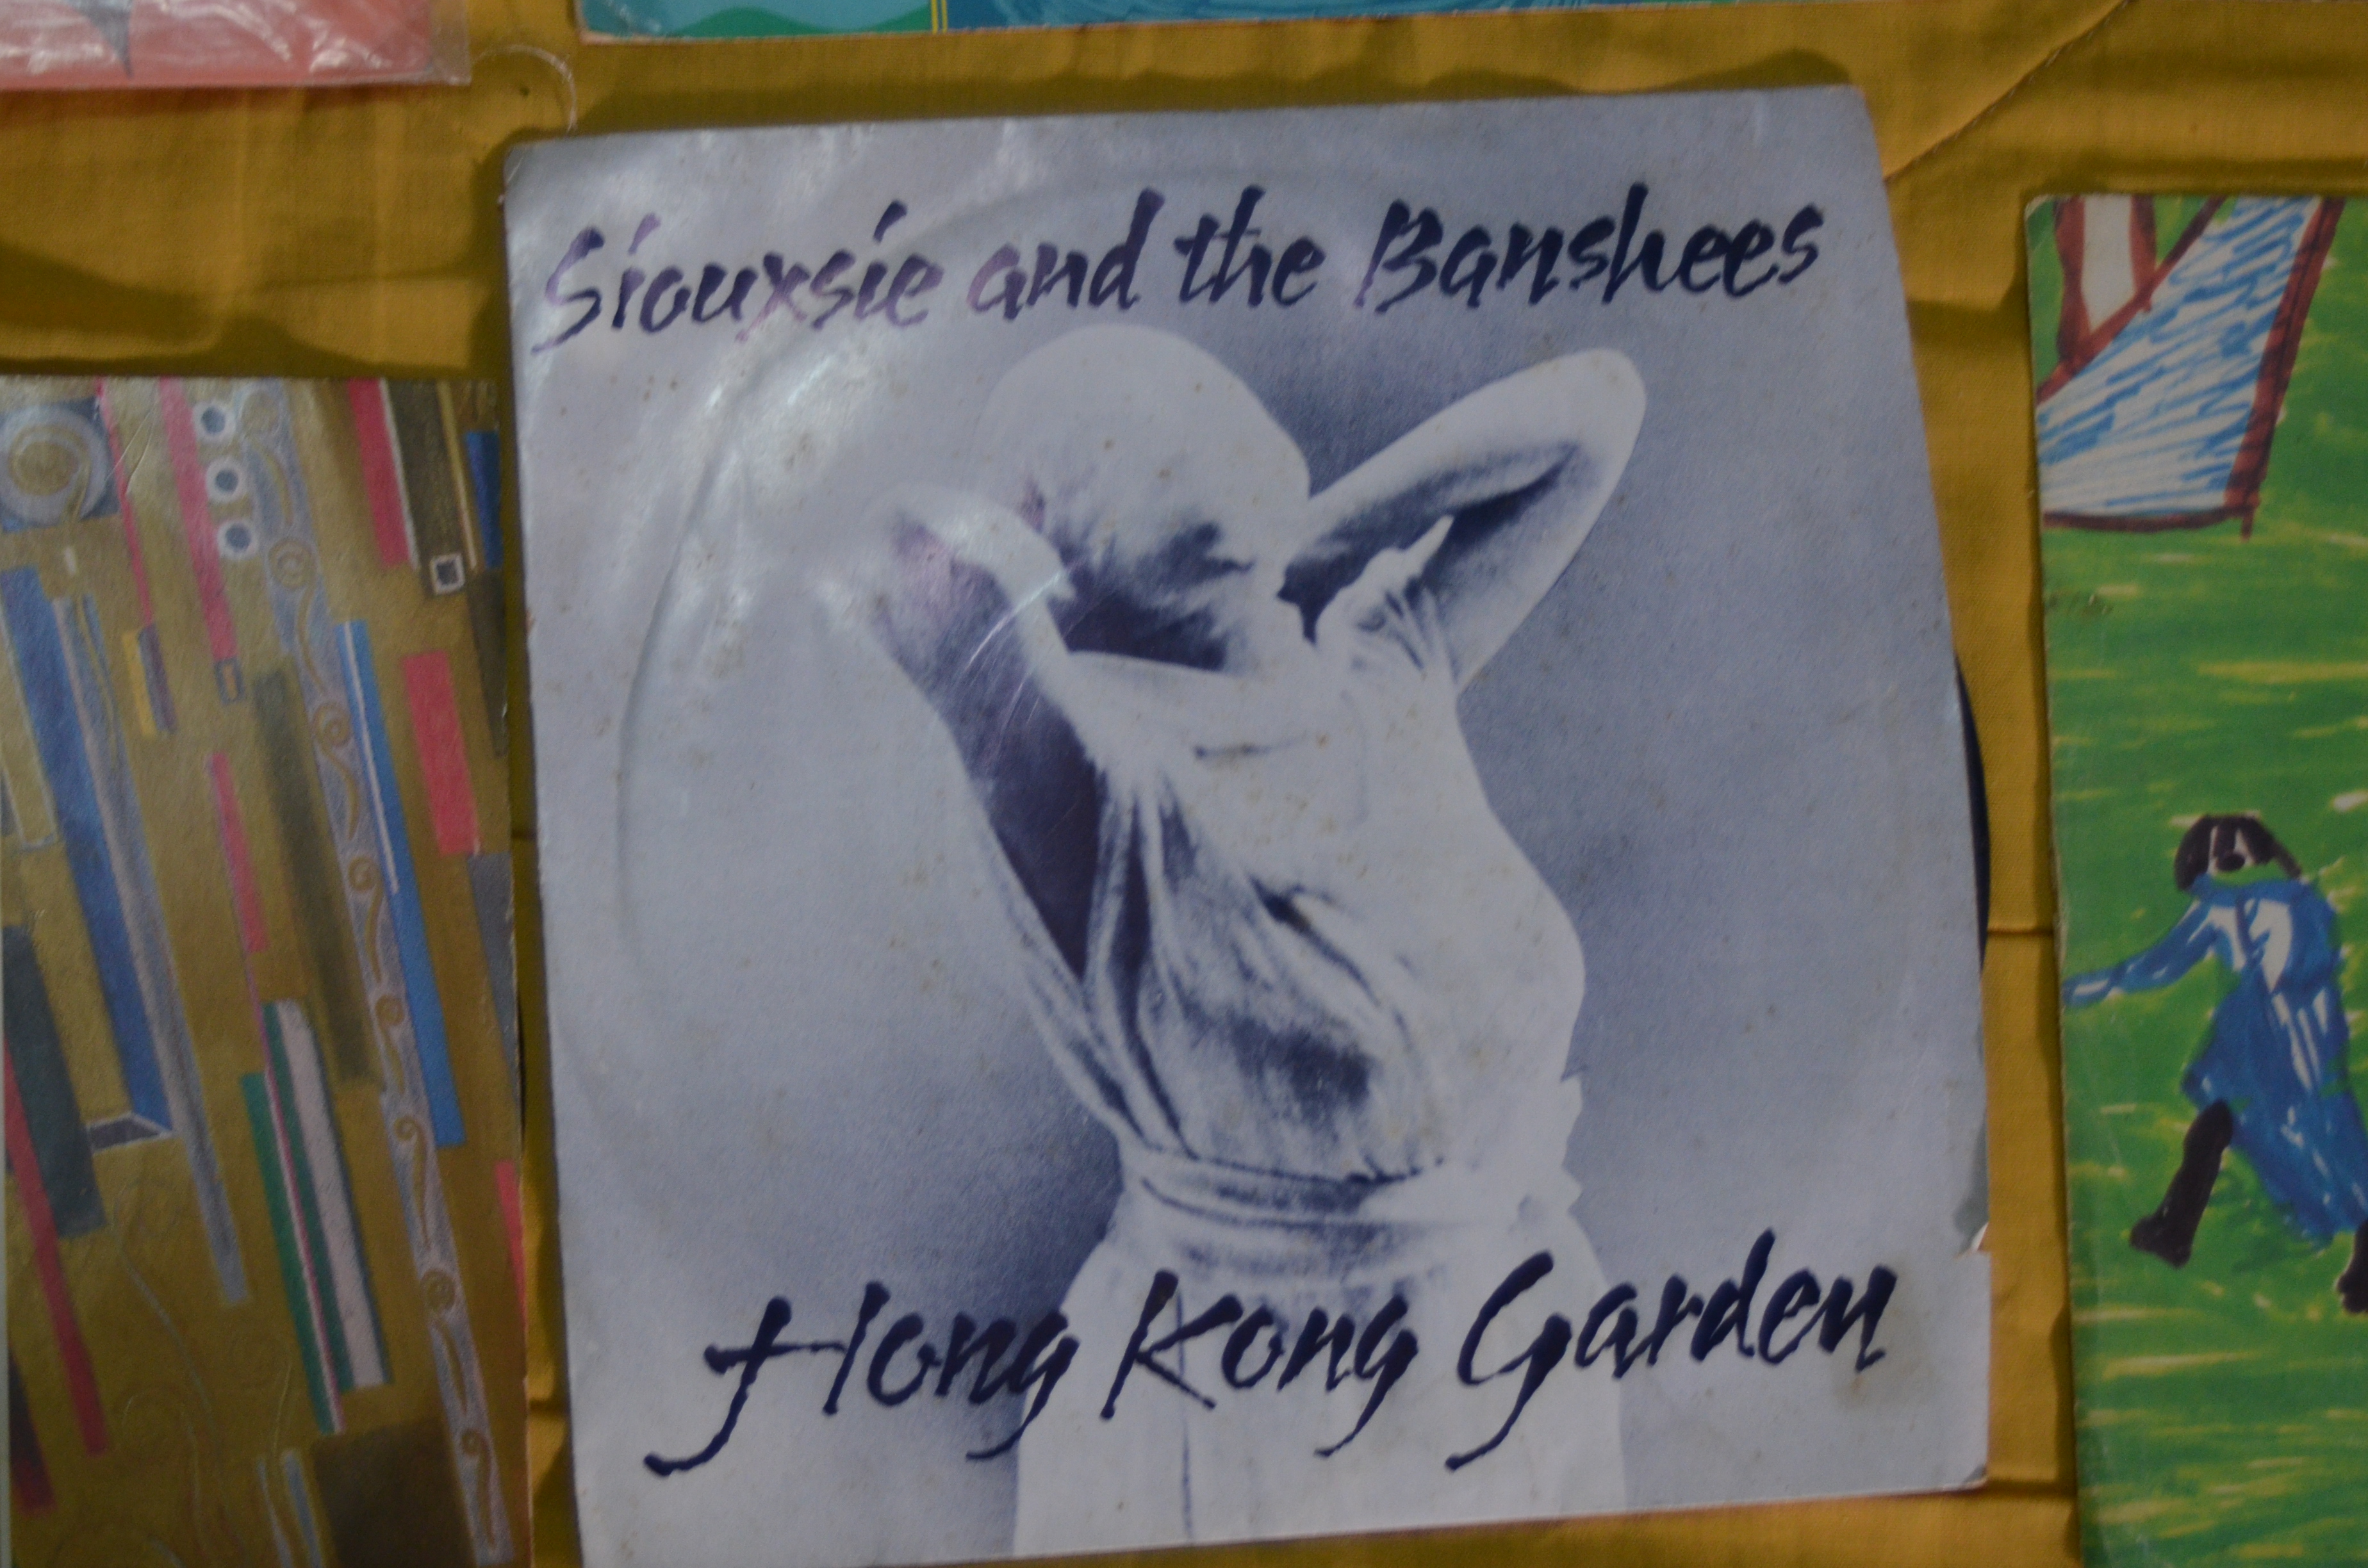 Siouxsie and the Banshees
Hong Kong Garden